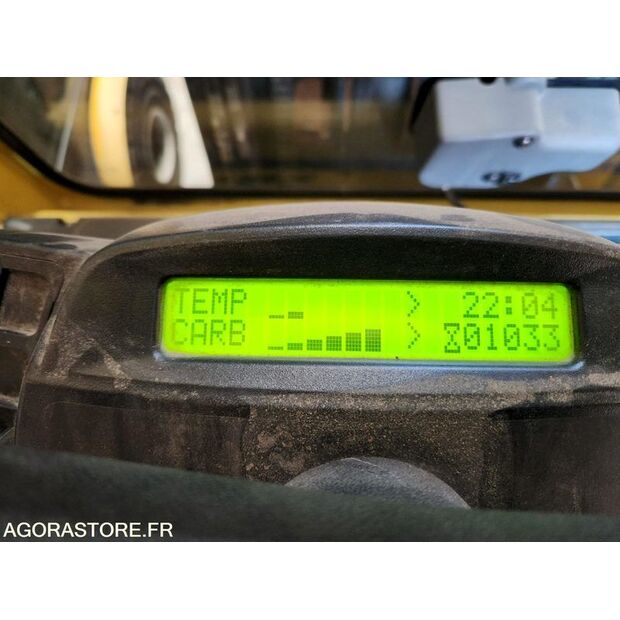 TEMP > 22:04
CARB > 01033
AGORASTORE.FR